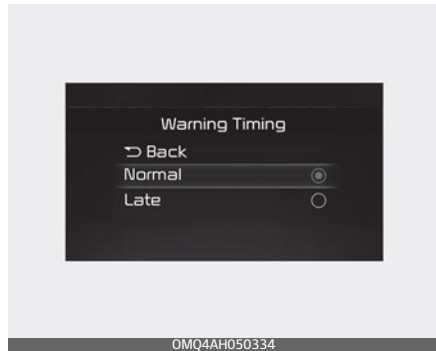 Warning Timing
Back
Normal
Late
OMQ4AH050334